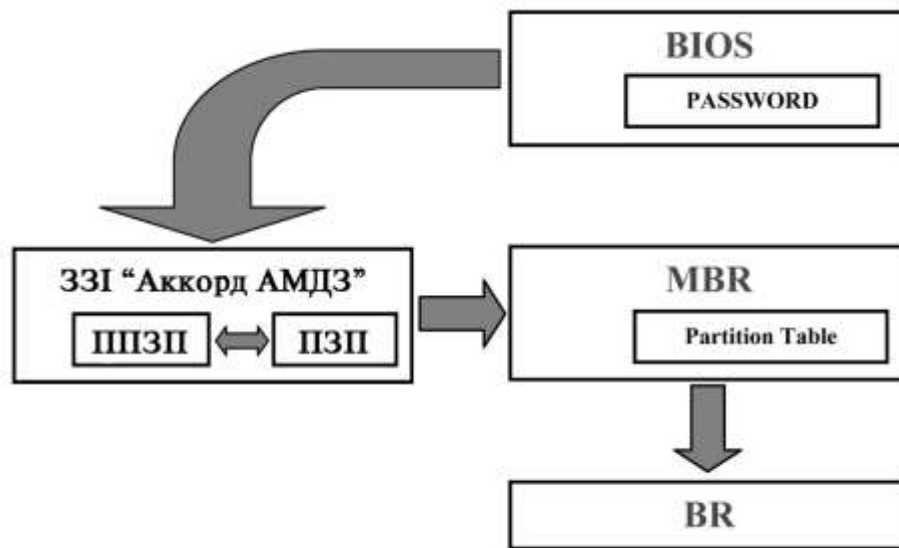 BIOS
PASSWORD
ЗЗІ “Аккорд АМДЗ”
ППЗП
ПЗП
MBR
Partition Table
BR